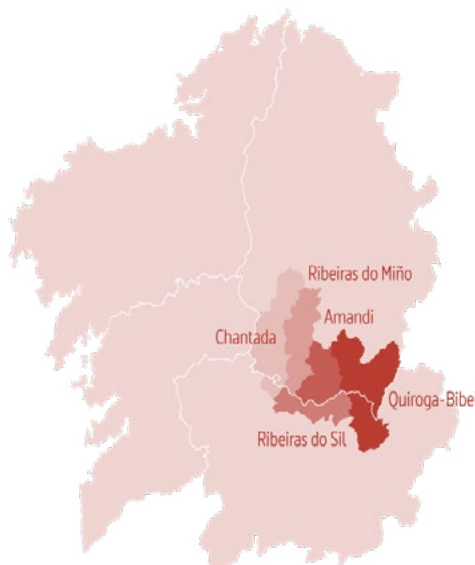 Ribeiras do Miño
Amandi
Chantada
Quiroga-Bibei
Ribeiras do Sil